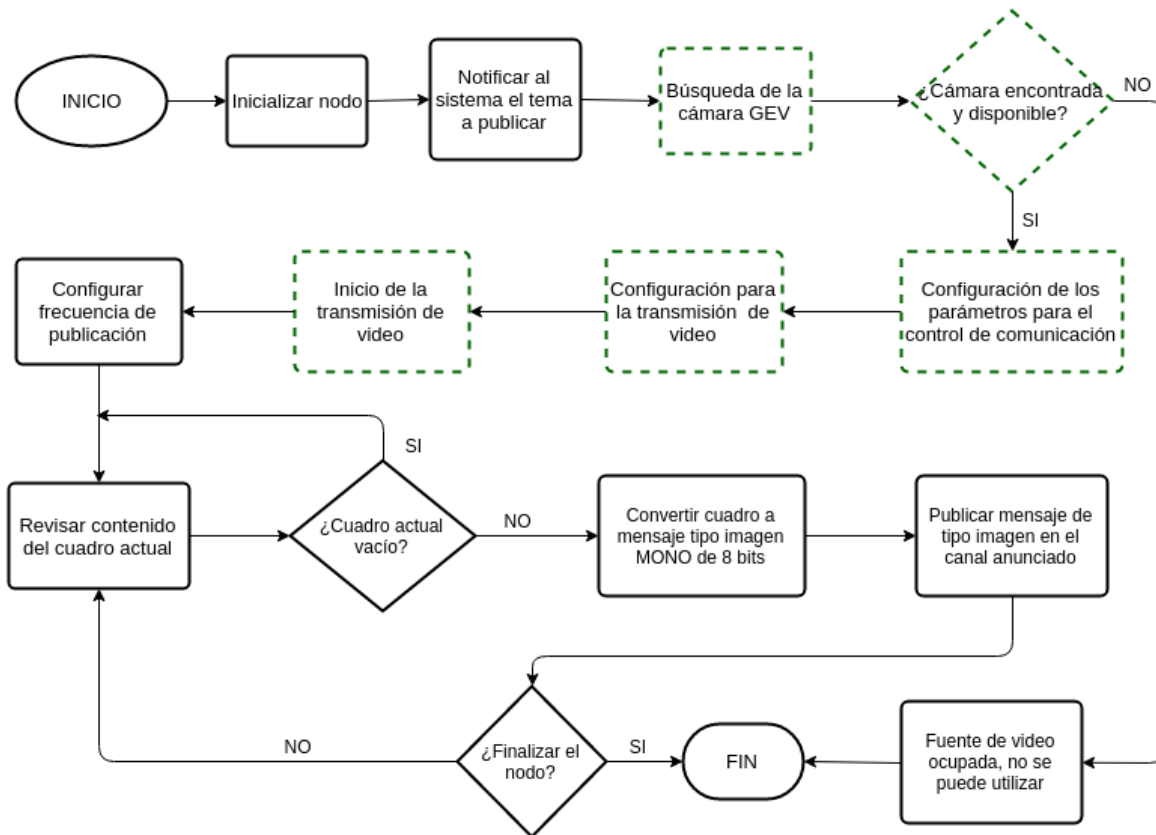 INICIO
Inicializar nodo
Notificar al
sistema el tema
a publicar
Búsqueda de la
cámara GEV
¿Cámara encontrada
y disponible?
NO
SI
Configurar
frecuencia de
publicación
Inicio de la
transmisión de
video
Configuración para
la transmisión de
video
Configuración de los
parámetros para el
control de comunicación
SI
Revisar contenido
del cuadro actual
¿Cuadro actual
vacío?
NO
Convertir cuadro a
mensaje tipo imagen
MONO de 8 bits
Publicar mensaje de
tipo imagen en el
canal anunciado
NO
¿Finalizar el
nodo?
SI
FIN
Fuente de video
ocupada, no se
puede utilizar